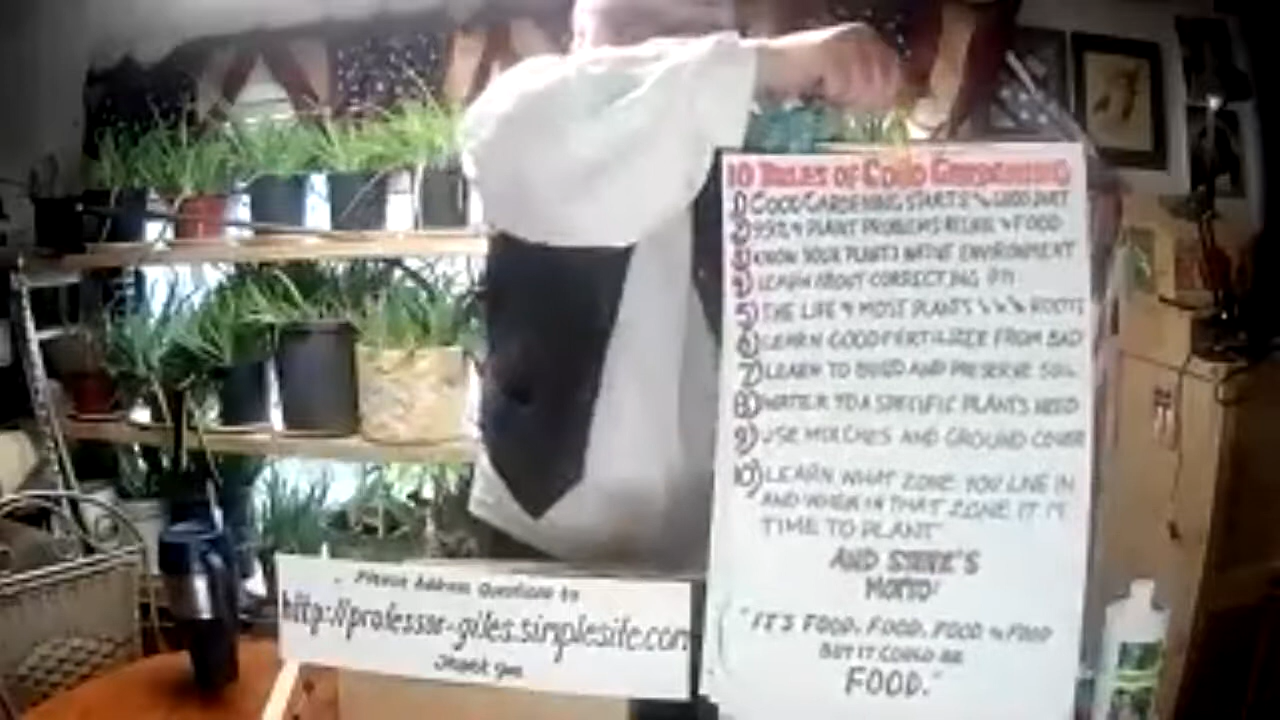 10 RULES OF GOOD GARDENING
1) GOOD GARDENING STARTS W GOOD DIRT
2) 95% of PLANT PROBLEMS RELATE to FOOD
3) KNOW YOUR PLANTS NATIVE ENVIRONMENT
4) LEARN ABOUT CORRECTING PH
5) THE LIFE of MOST PLANTS ROOTS
6) LEARN GOOD FERTILIZER FROM BAD
7) LEARN TO BUILD AND PRESERVE SOIL
8) WATER TO A SPECIFIC PLANTS NEED
9) USE MULCHES AND GROUND COVER
10) LEARN WHAT ZONE YOU LIVE IN
AND WHEN IN THAT ZONE IT IS
TIME TO PLANT"
AND STEVE'S
MOTTO:
"IT'S FOOD, FOOD, FOOD & FOOD
BUT IT COULD BE
FOOD."
Please Address Questions to
http://professor-giles.simplesite.com
Thank you